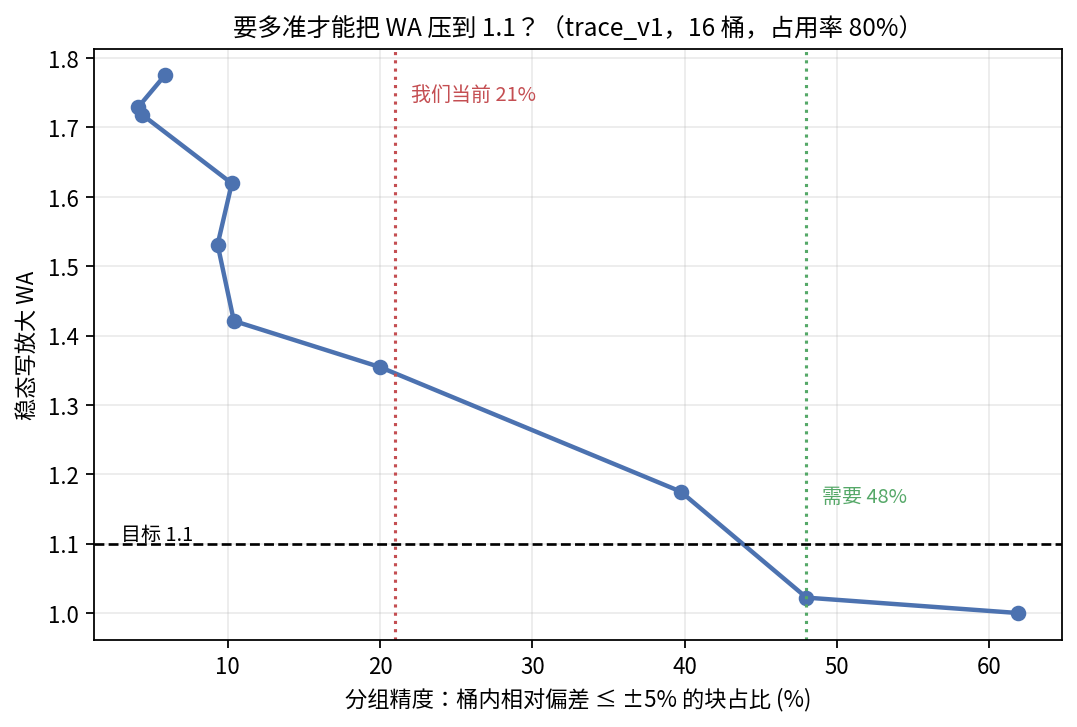 要多准才能把 WA 压到 1.1？（trace_v1，16 桶，占用率 80%）
1.8
1.7
1.6
1.5
1.4
1.3
1.2
1.1
1.0
稳态写放大 WA
我们当前 21%
需要 48%
目标 1.1
10 20 30 40 50 60
分组精度：桶内相对偏差 ≤ ±5% 的块占比 (%)